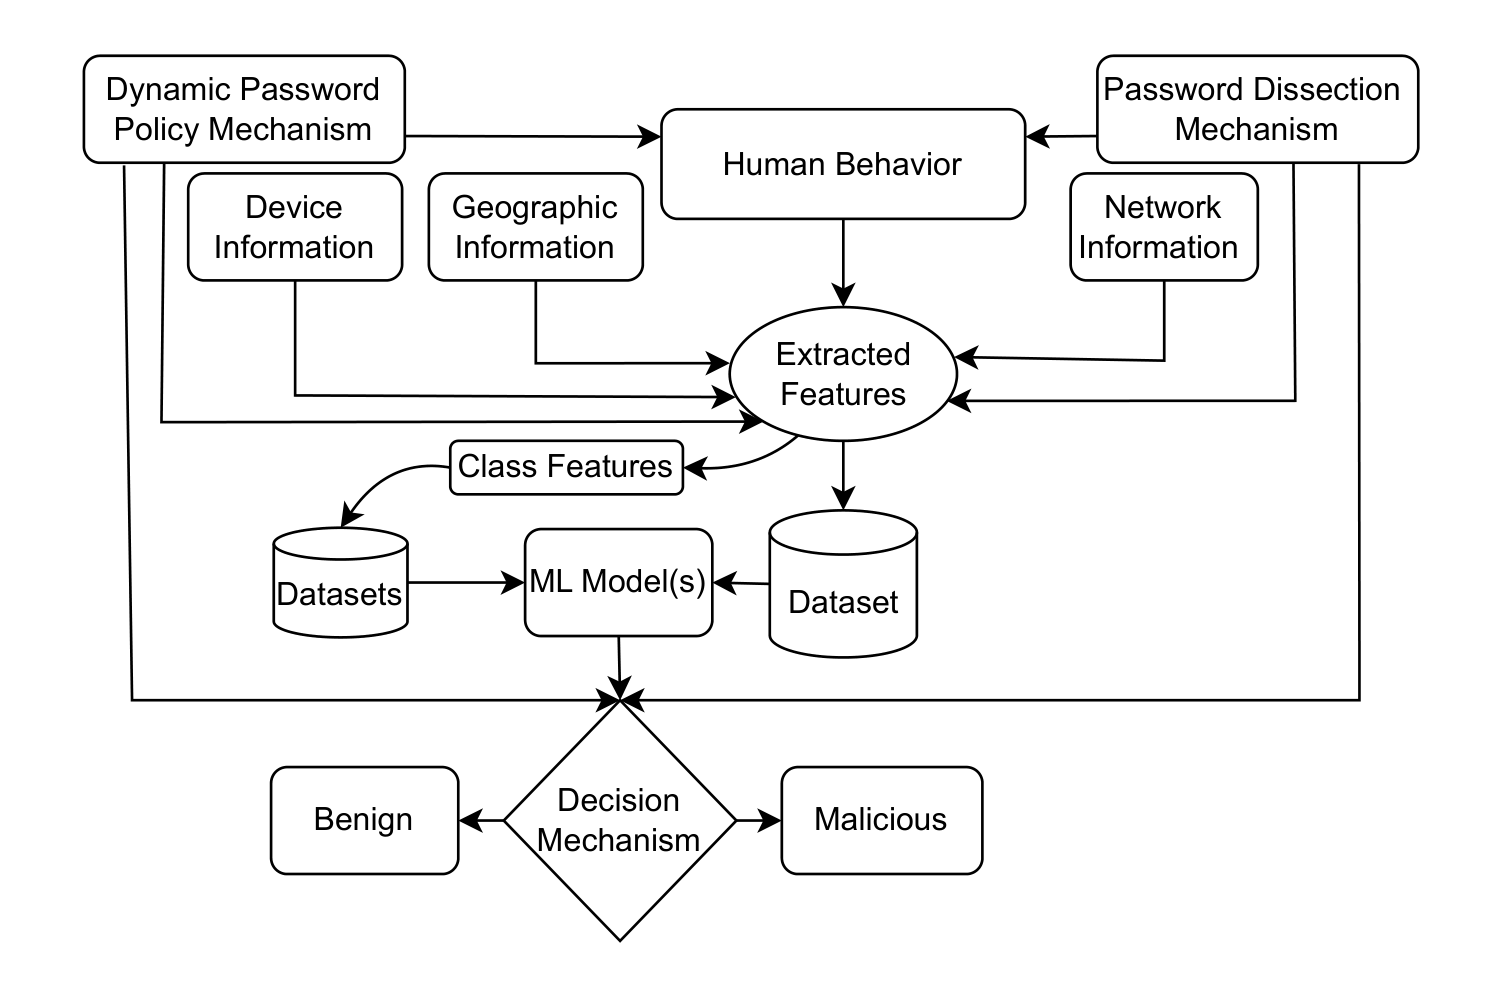 Dynamic Password
Policy Mechanism
Password Dissection
Mechanism
Human Behavior
Device
Information
Geographic
Information
Network
Information
Extracted
Features
Class Features
Datasets
ML Model(s)
Dataset
Decision
Mechanism
Benign
Malicious